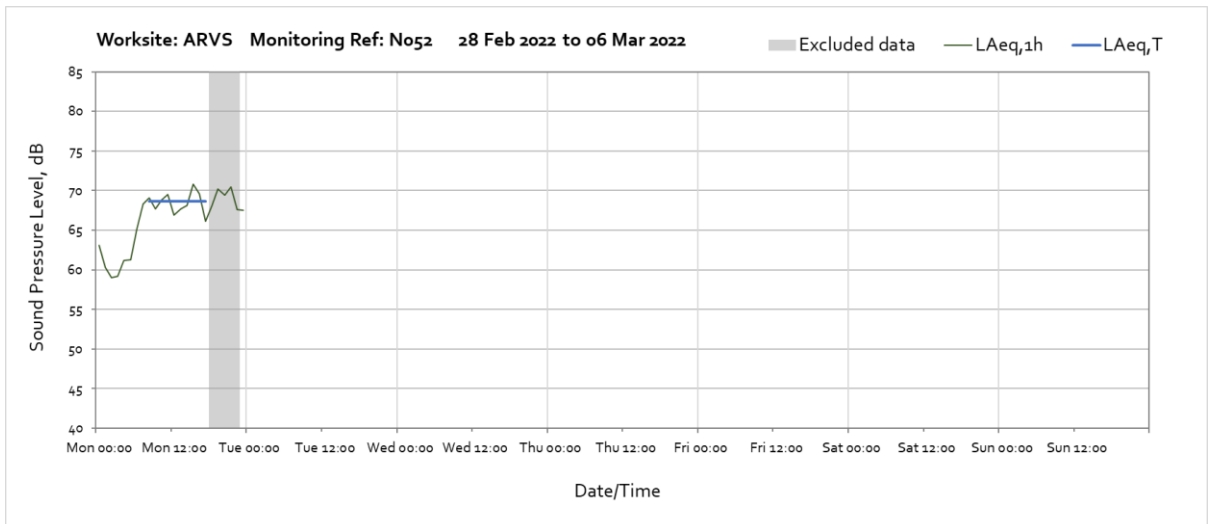 Worksite: ARVS Monitoring Ref: N052 28 Feb 2022 to 06 Mar 2022
Excluded data LAeq,1h LAeq,T
85
80
75
70
65
60
55
50
45
40
Sound Pressure Level, dB
Mon 00:00 Mon 12:00 Tue 00:00 Tue 12:00 Wed 00:00 Wed 12:00 Thu 00:00 Thu 12:00 Fri 00:00 Fri 12:00 Sat 00:00 Sat 12:00 Sun 00:00 Sun 12:00
Date/Time